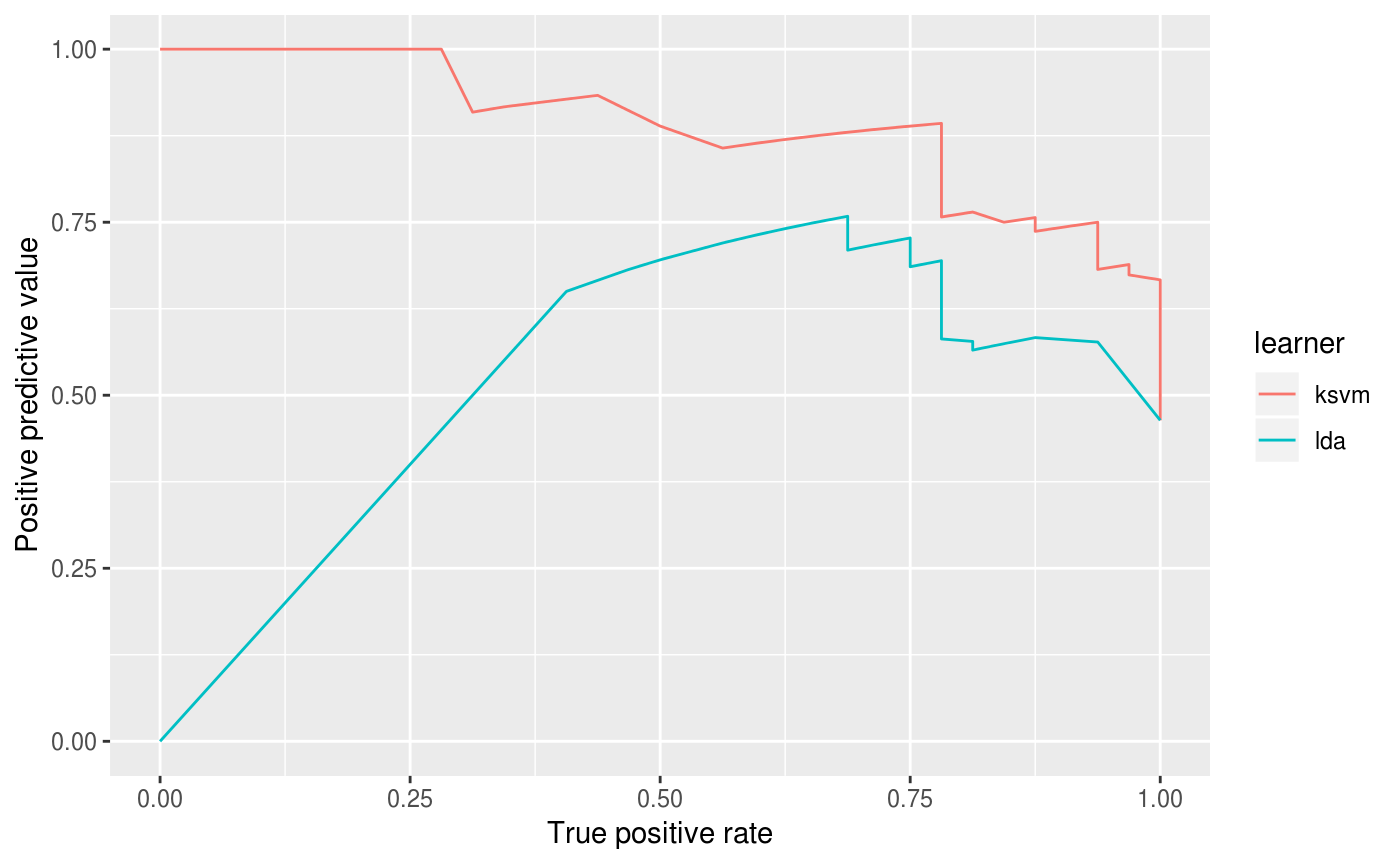 Positive predictive value
1.00
0.75
0.50
0.25
0.00
0.00 0.25 0.50 0.75 1.00
True positive rate
learner
ksvm
lda